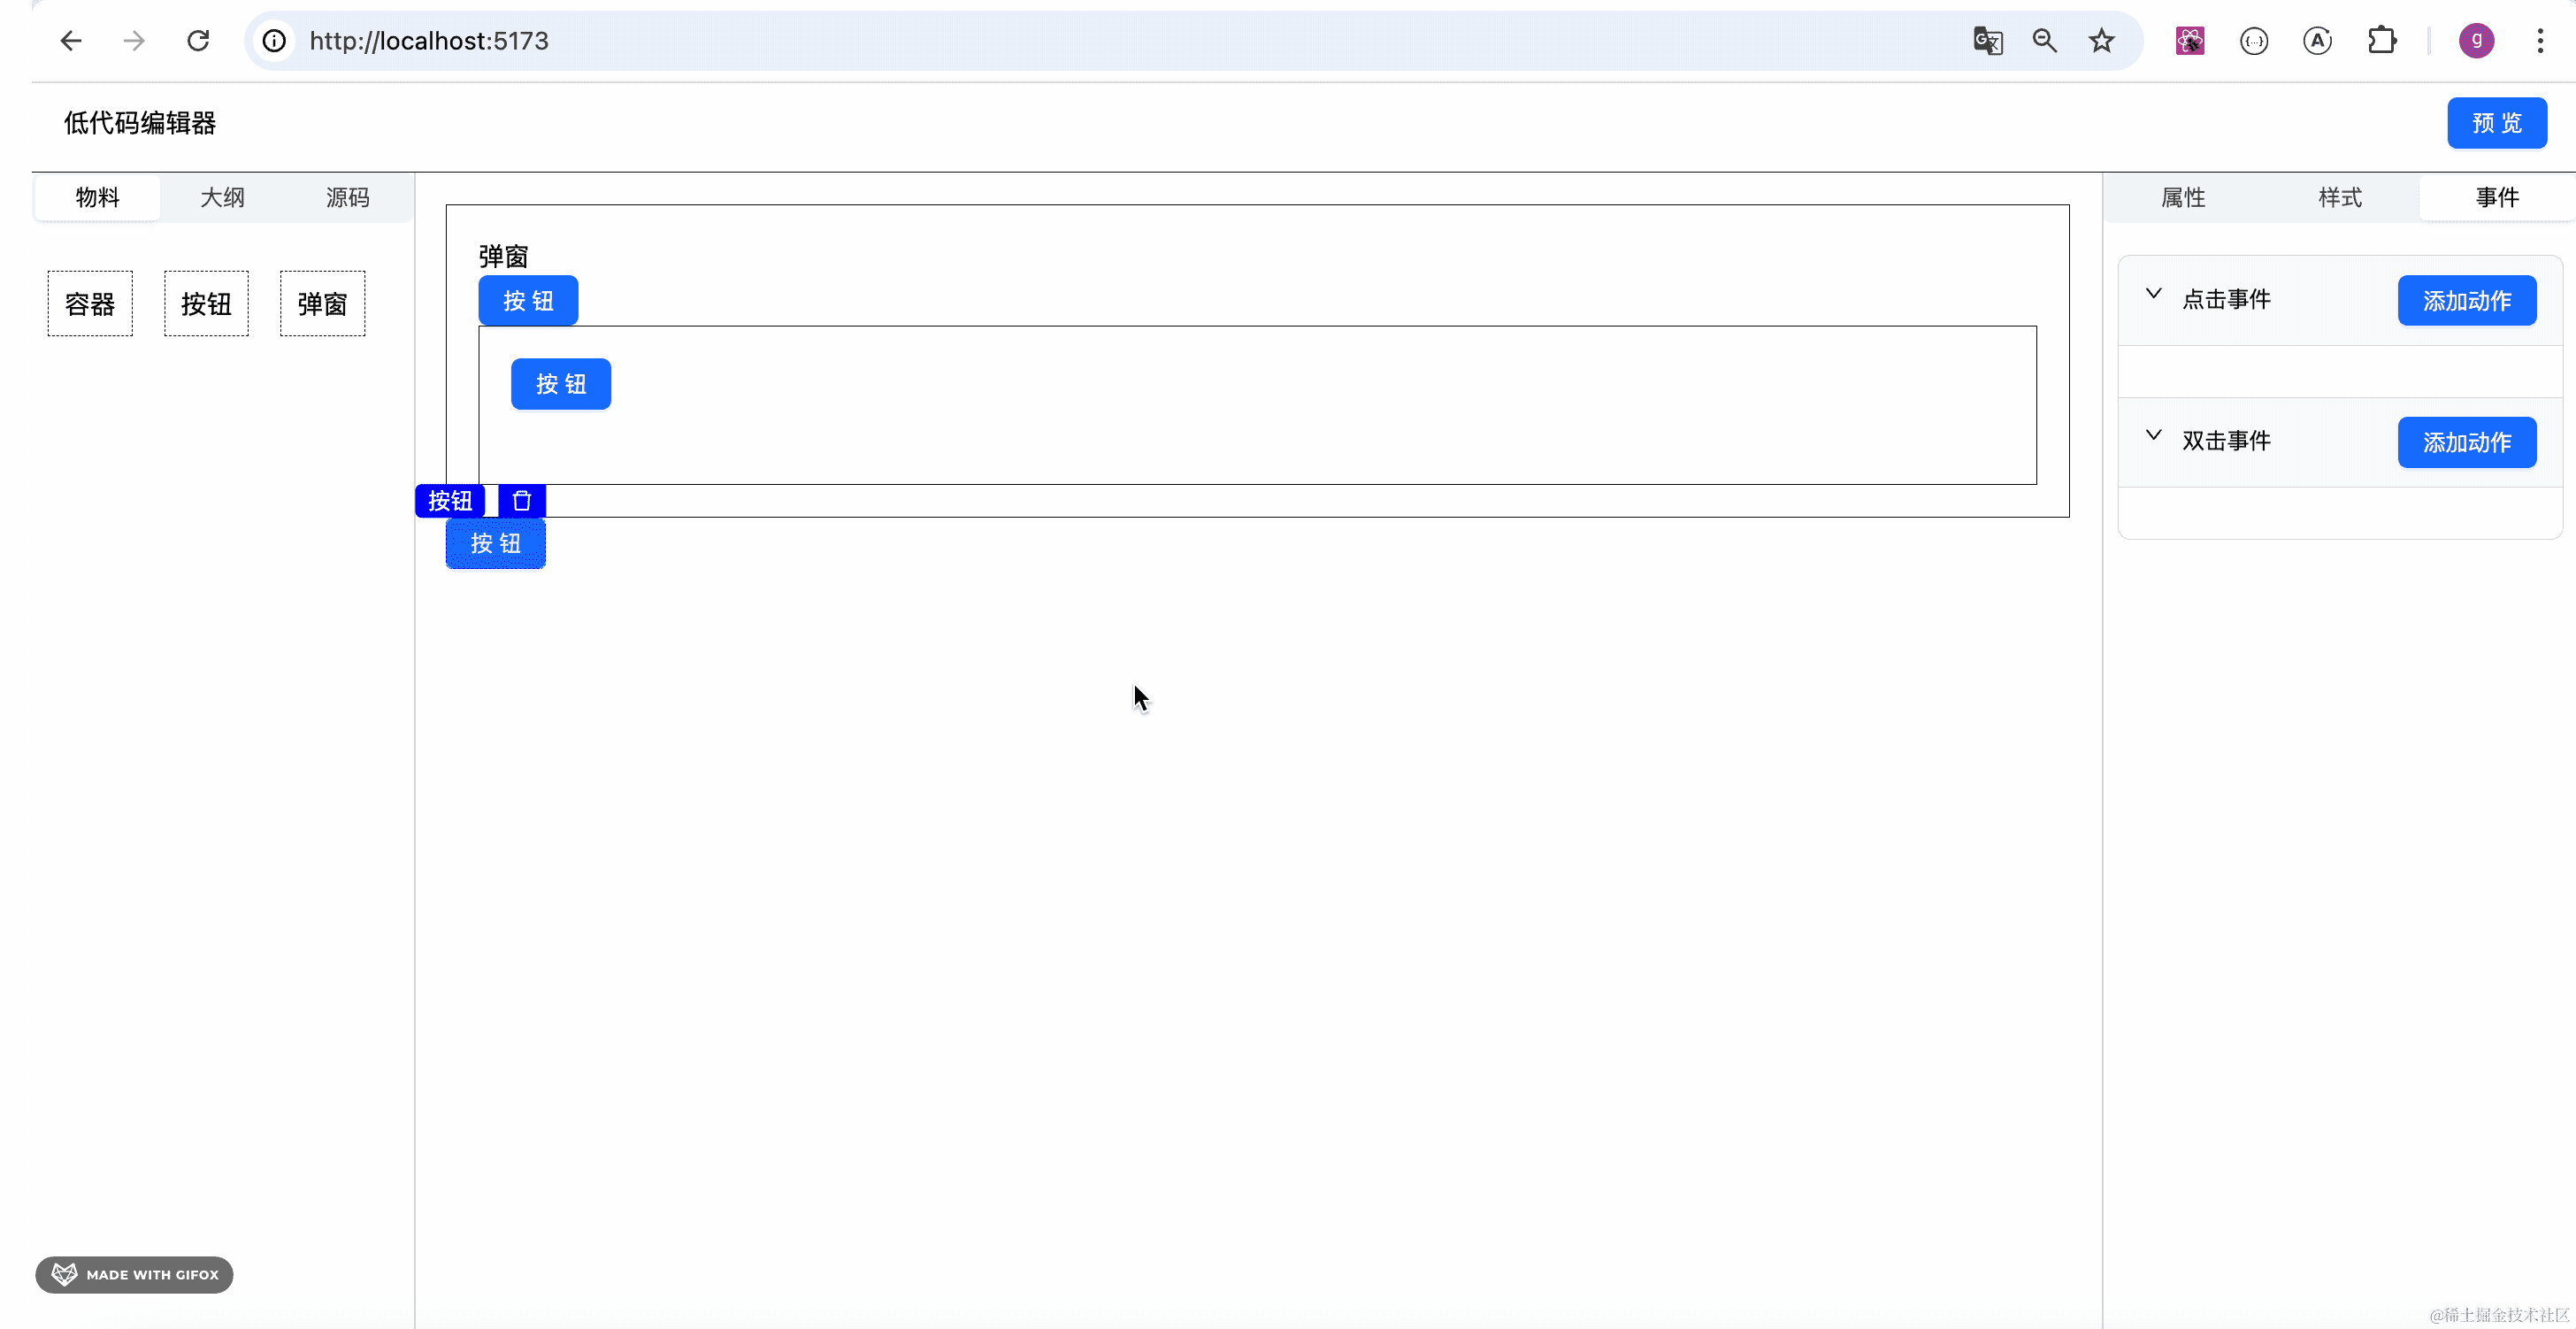 http://localhost:5173
g
低代码编辑器
预 览
物料
大纲
源码
属性
样式
事件
容器
按钮
弹窗
弹窗
按 钮
按 钮
按钮
按 钮
点击事件
添加动作
双击事件
添加动作
MADE WITH GIFOX
@稀土掘金技术社区